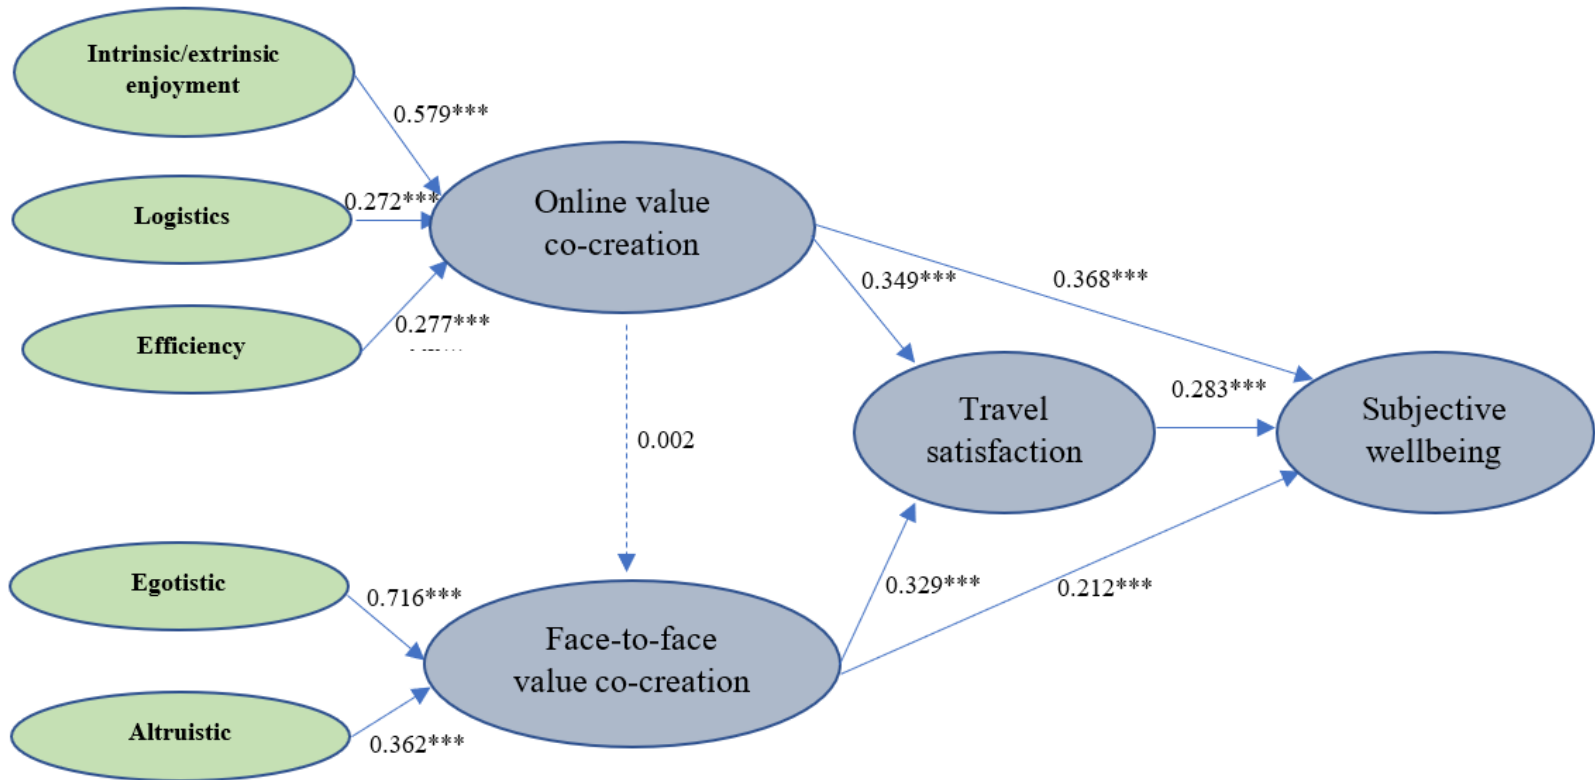 Intrinsic/extrinsic
enjoyment
0.579***
Logistics
0.272***
Online value
co-creation
Efficiency
0.277***
0.349***
0.368***
Travel
satisfaction
0.283***
Subjective
wellbeing
0.002
Egotistic
0.716***
Face-to-face
value co-creation
0.329***
0.212***
Altruistic
0.362***